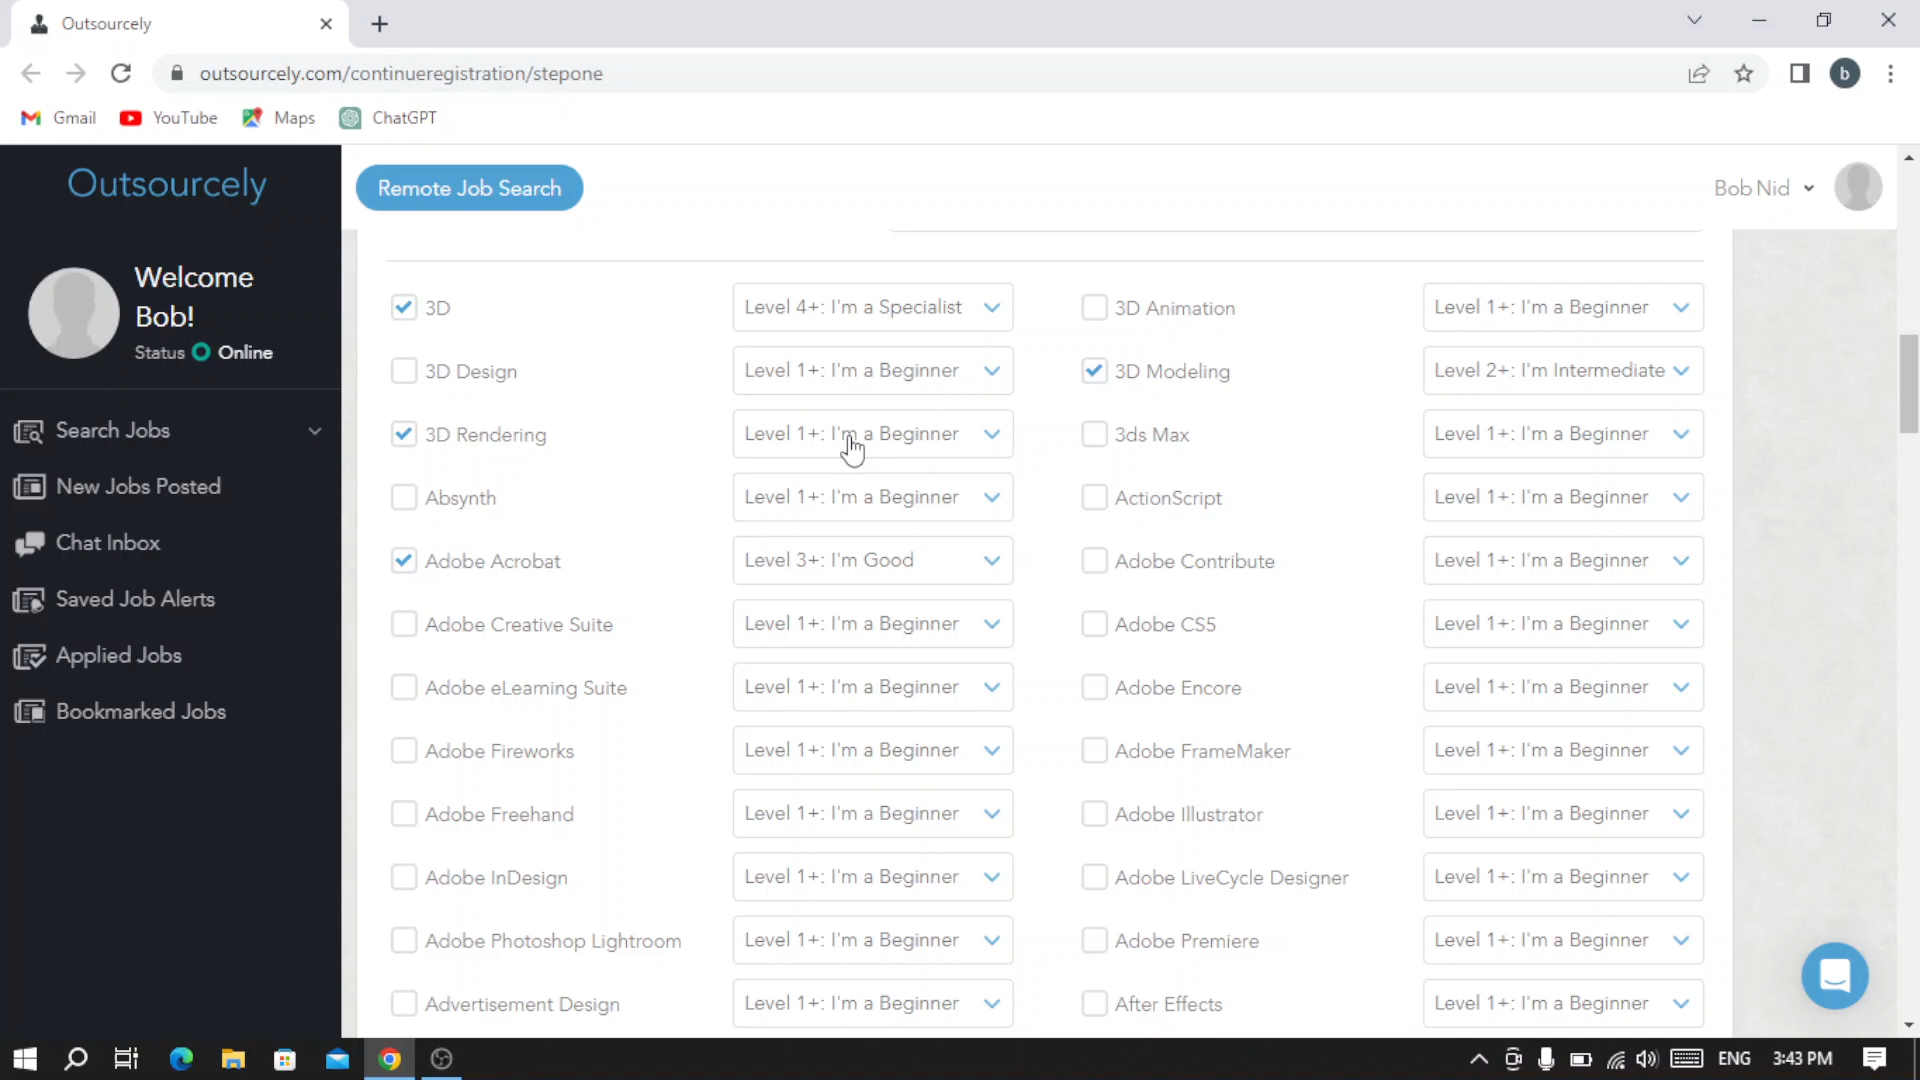 Outsourcely
outsourcely.com/continueregistration/stepone
b
Gmail
YouTube
Maps
ChatGPT
Outsourcely
Remote Job Search
Bob Nid
Welcome
Bob!
Status Online
Search Jobs
New Jobs Posted
Chat Inbox
Saved Job Alerts
Applied Jobs
Bookmarked Jobs
3D Level 4+: I'm a Specialist 3D Animation Level 1+: I'm a Beginner
3D Design Level 1+: I'm a Beginner 3D Modeling Level 2+: I'm Intermediate
3D Rendering Level 1+: I'm a Beginner 3ds Max Level 1+: I'm a Beginner
Absynth Level 1+: I'm a Beginner ActionScript Level 1+: I'm a Beginner
Adobe Acrobat Level 3+: I'm Good Adobe Contribute Level 1+: I'm a Beginner
Adobe Creative Suite Level 1+: I'm a Beginner Adobe CS5 Level 1+: I'm a Beginner
Adobe eLearning Suite Level 1+: I'm a Beginner Adobe Encore Level 1+: I'm a Beginner
Adobe Fireworks Level 1+: I'm a Beginner Adobe FrameMaker Level 1+: I'm a Beginner
Adobe Freehand Level 1+: I'm a Beginner Adobe Illustrator Level 1+: I'm a Beginner
Adobe InDesign Level 1+: I'm a Beginner Adobe LiveCycle Designer Level 1+: I'm a Beginner
Adobe Photoshop Lightroom Level 1+: I'm a Beginner Adobe Premiere Level 1+: I'm a Beginner
Advertisement Design Level 1+: I'm a Beginner After Effects Level 1+: I'm a Beginner
ENG 3:43 PM